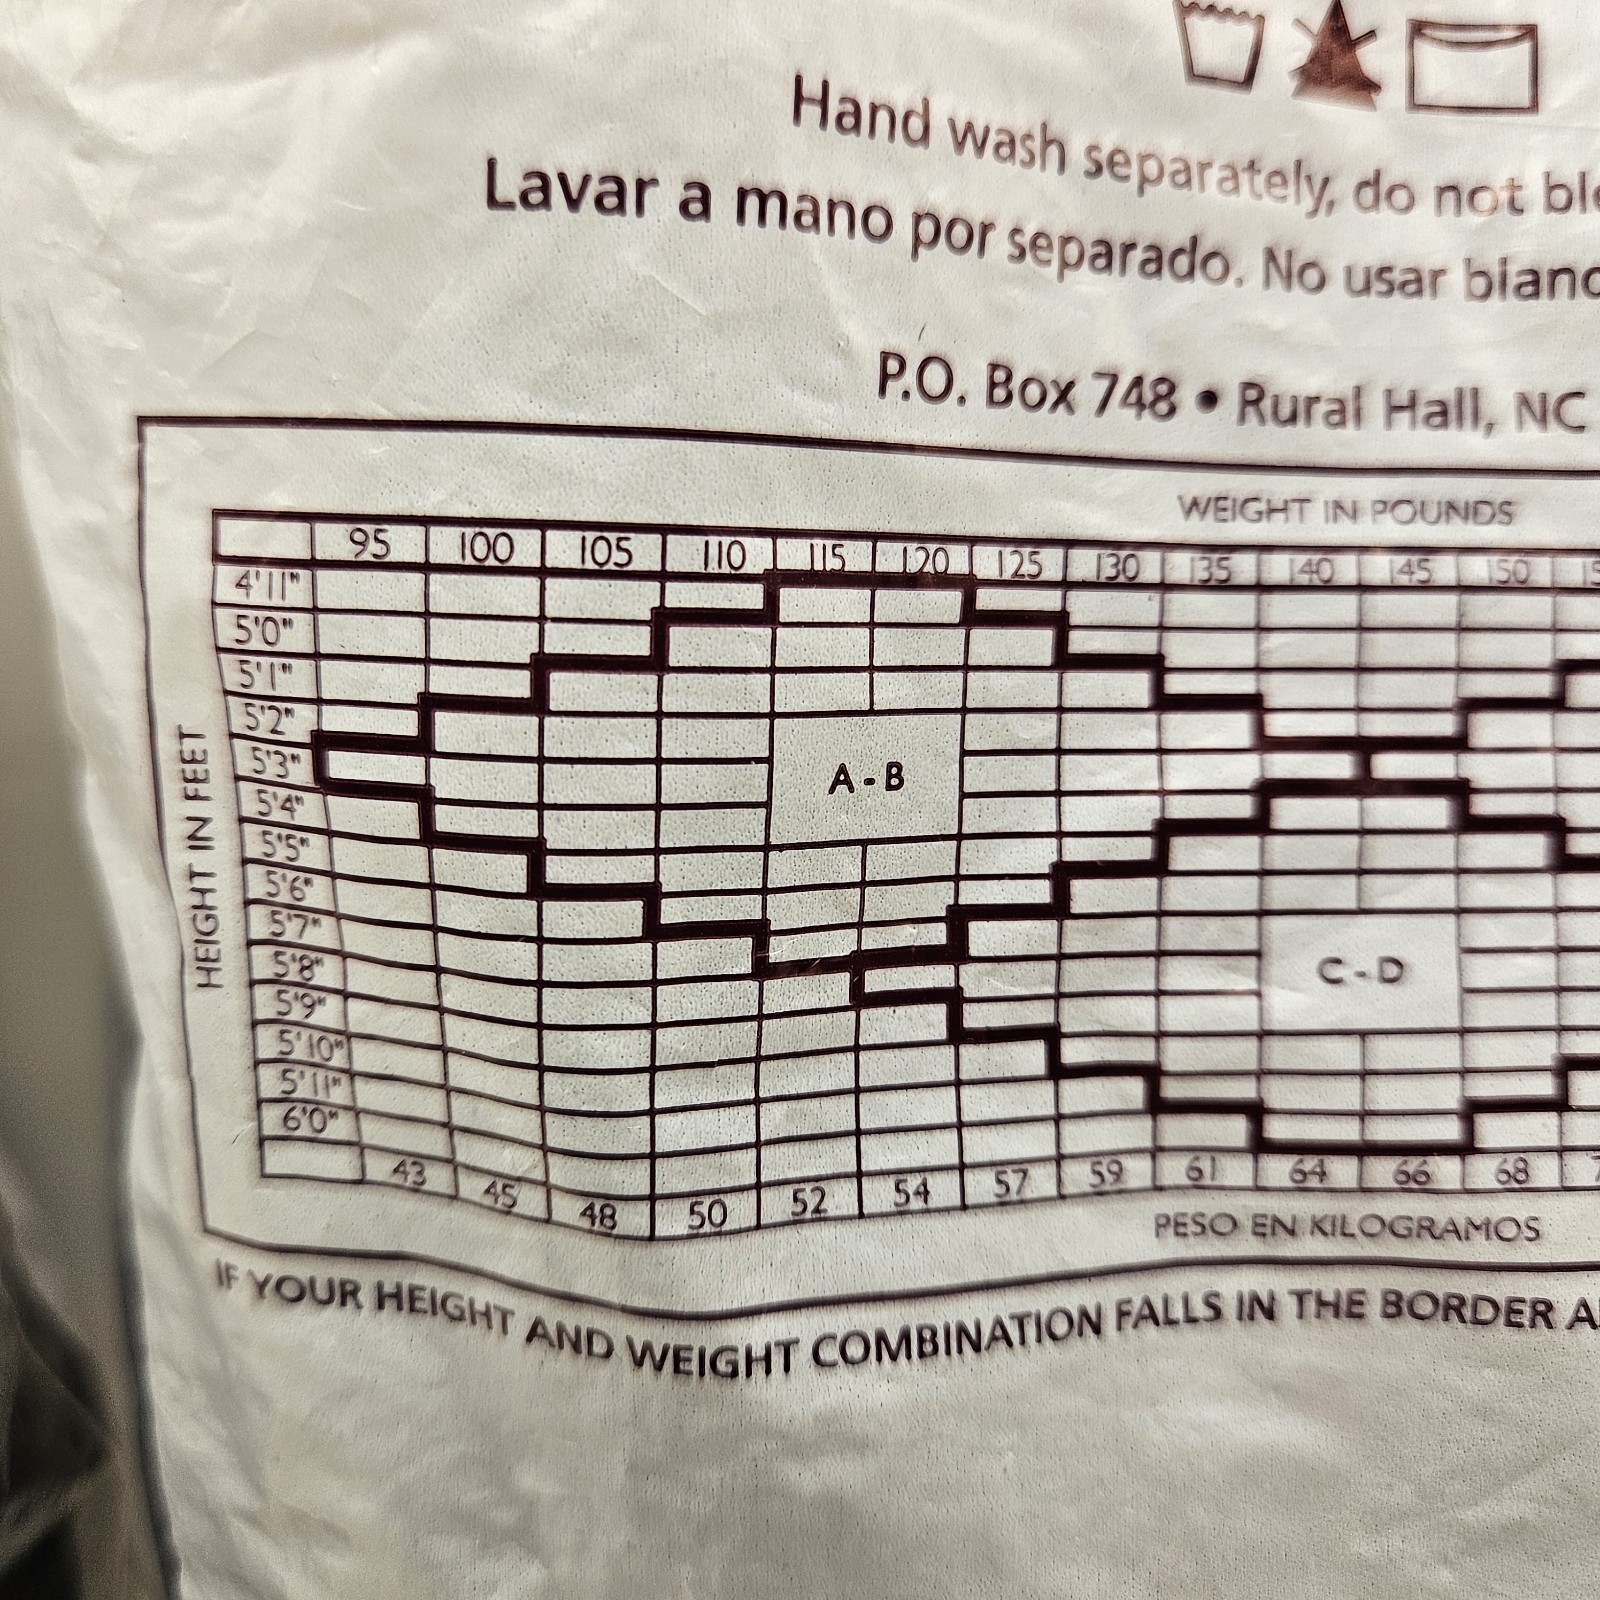 Hand wash separately, do not
Lavar a mano por separado. No usar
P.O. Box 748 • Rural Hall, NC
WEIGHT IN POUNDS
95 100 105 110 115 120 125 130 135 140 145 150
HEIGHT IN FEET
4'11"
5'0"
5'1"
5'2"
5'3"
A - B
5'4"
5'5"
5'6"
5'7"
5'8"
C - D
5'9"
5'10"
5'11"
6'0"
43 45 48 50 52 54 57 59 61 64 66 68
PESO EN KILOGRAMOS
IF YOUR HEIGHT AND WEIGHT COMBINATION FALLS IN THE BORDER